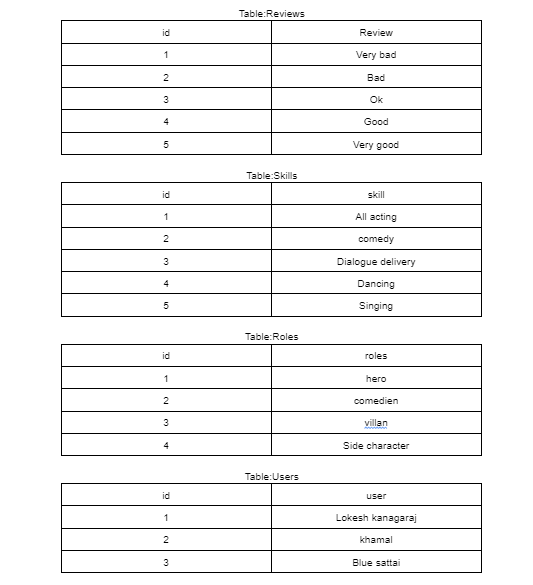 Table:Reviews
id Review
1 Very bad
2 Bad
3 Ok
4 Good
5 Very good
Table:Skills
id skill
1 All acting
2 comedy
3 Dialogue delivery
4 Dancing
5 Singing
Table:Roles
id roles
1 hero
2 comedien
3 villan
4 Side character
Table:Users
id user
1 Lokesh kanagaraj
2 khamal
3 Blue sattai